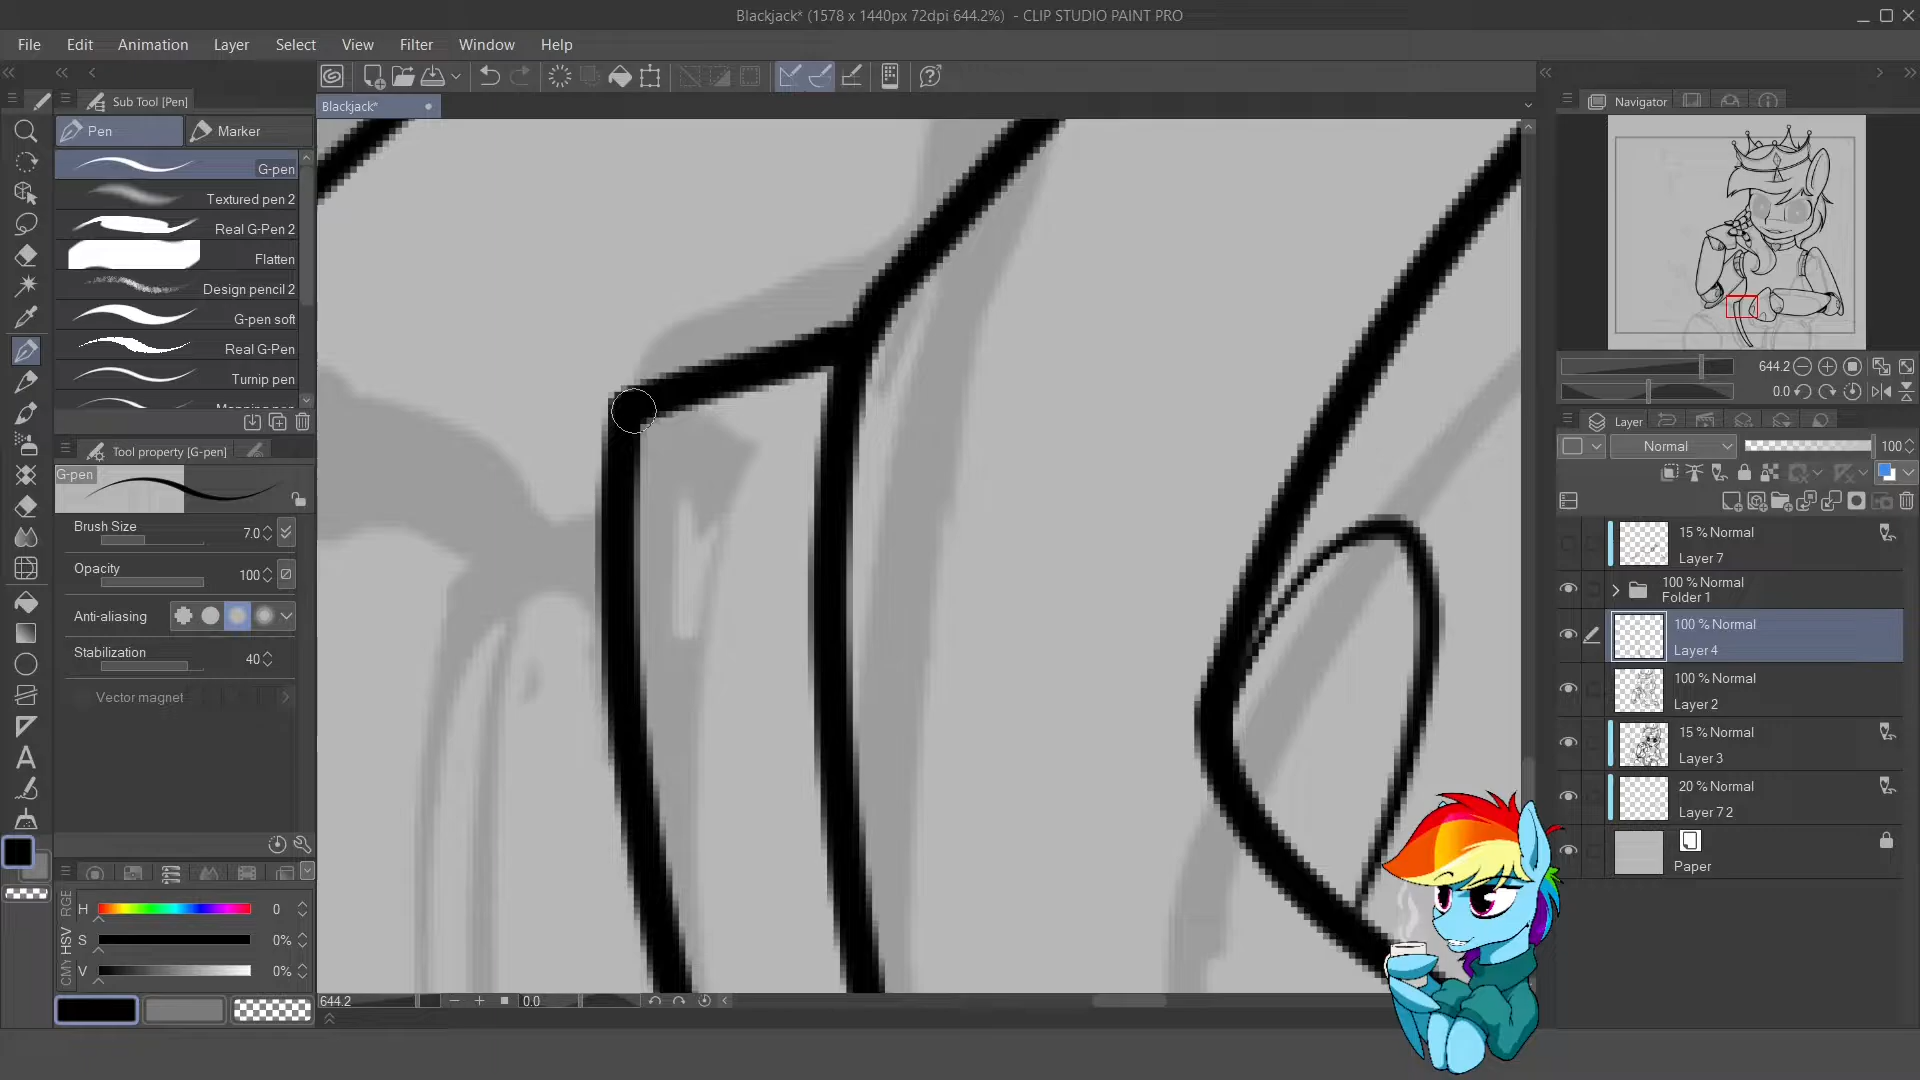 Blackjack* (1578 x 1440px 72dpi 644.2%) - CLIP STUDIO PAINT PRO
File Edit Animation Layer Select View Filter Window Help
Sub Tool [Pen]
Pen Marker
G-pen
Textured pen 2
Real G-Pen 2
Flatten
Design pencil 2
G-pen soft
Real G-Pen
Turnip pen
Tool property [G-pen]
G-pen
Brush Size 7.0
Opacity 100
Anti-aliasing
Stabilization 40
Vector magnet
RGB
HSV
CMY
H 0
S 0%
V 0%
Blackjack*
644.2 0.0
Navigator
644.2
0.0
Layer
Normal 100
15 % Normal
Layer 7
100 % Normal
Folder 1
100 % Normal
Layer 4
100 % Normal
Layer 2
15 % Normal
Layer 3
20 % Normal
Layer 7 2
Paper